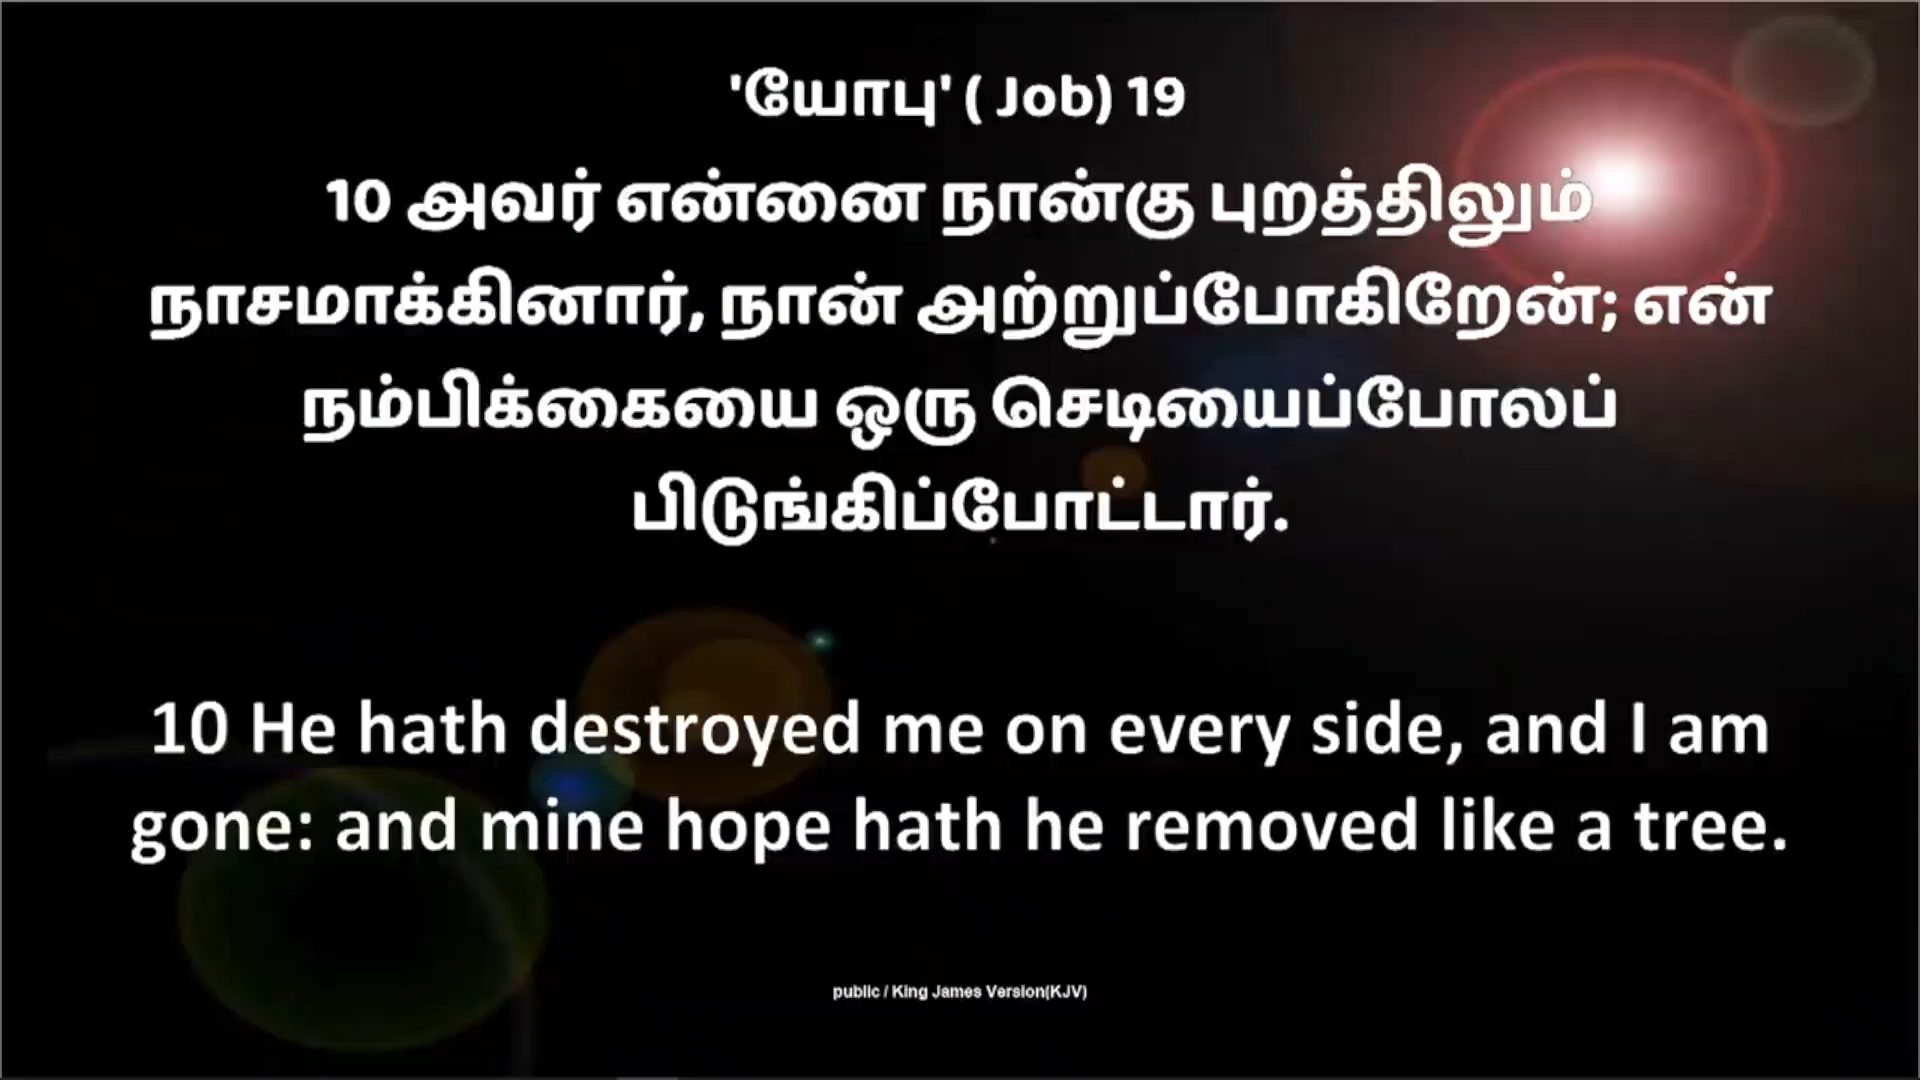 'யோபு' ( Job) 19
10 அவர் என்னை நான்கு புறத்திலும்
நாசமாக்கினார், நான் அற்றுப்போகிறேன்; என்
நம்பிக்கையை ஒரு செடியைப்போலப்
பிடுங்கிப்போட்டார்.
10 He hath destroyed me on every side, and I am
gone: and mine hope hath he removed like a tree.
public / King James Version(KJV)